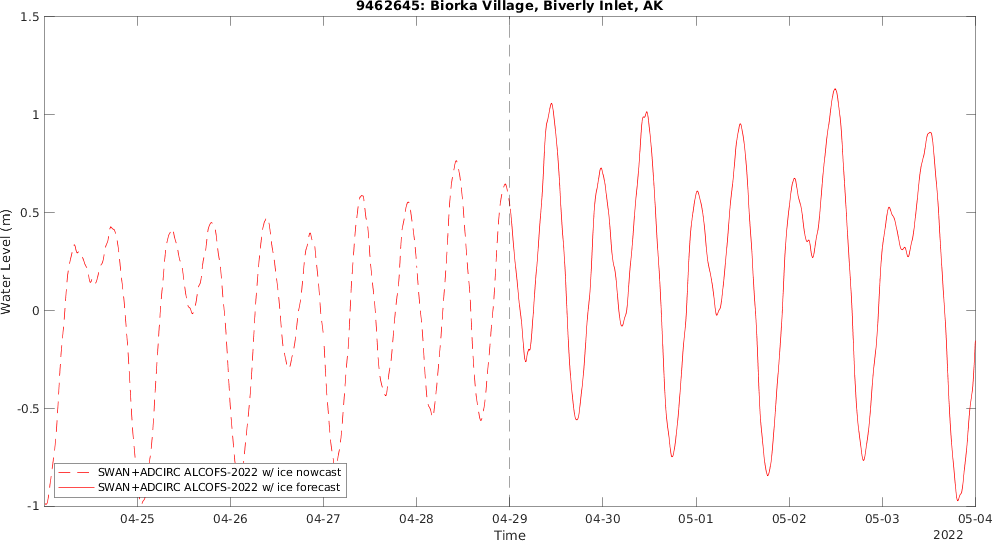 9462645: Biorka Village, Biverly Inlet, AK
Water Level (m)
1.5
1
0.5
0
-0.5
-1
SWAN+ADCIRC ALCOFS-2022 w/ ice nowcast
SWAN+ADCIRC ALCOFS-2022 w/ ice forecast
04-25 04-26 04-27 04-28 04-29 04-30 05-01 05-02 05-03 05-04
Time
2022